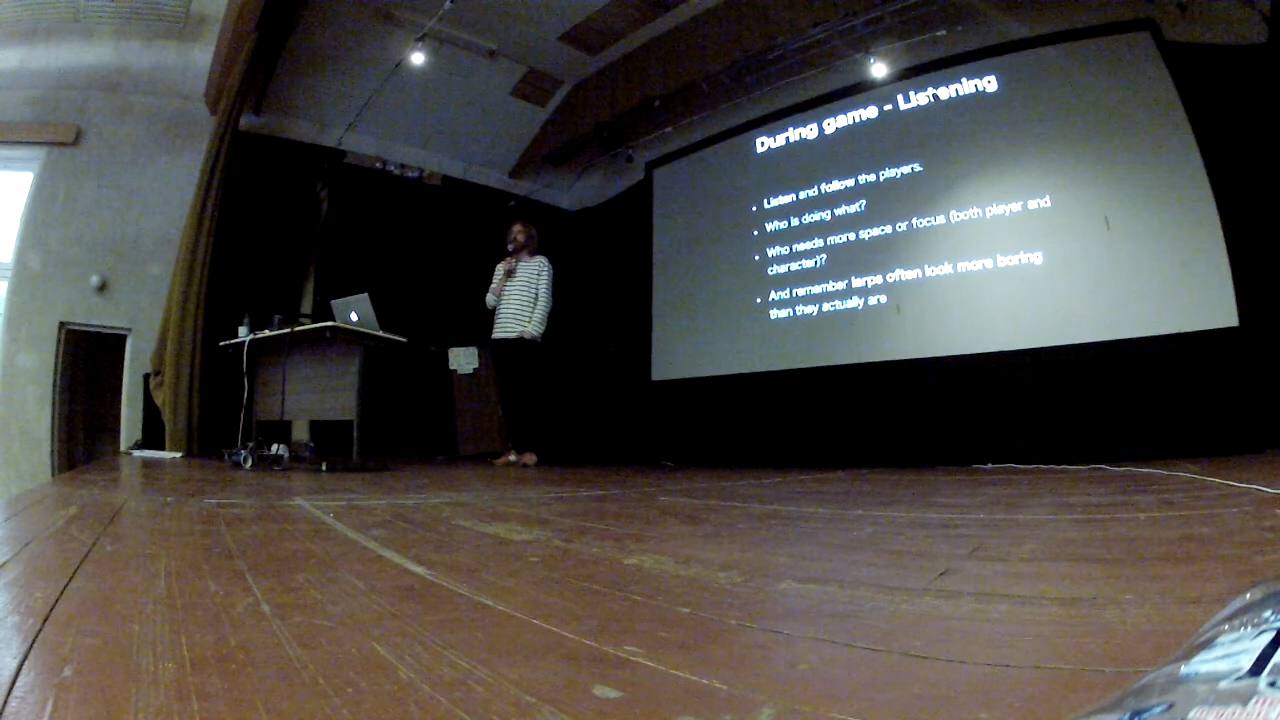 During game - Listening
• Listen and follow the players.
• Who is doing what?
• Who needs more space or focus (both player and
character)?
• And remember larps often look more boring
than they actually are